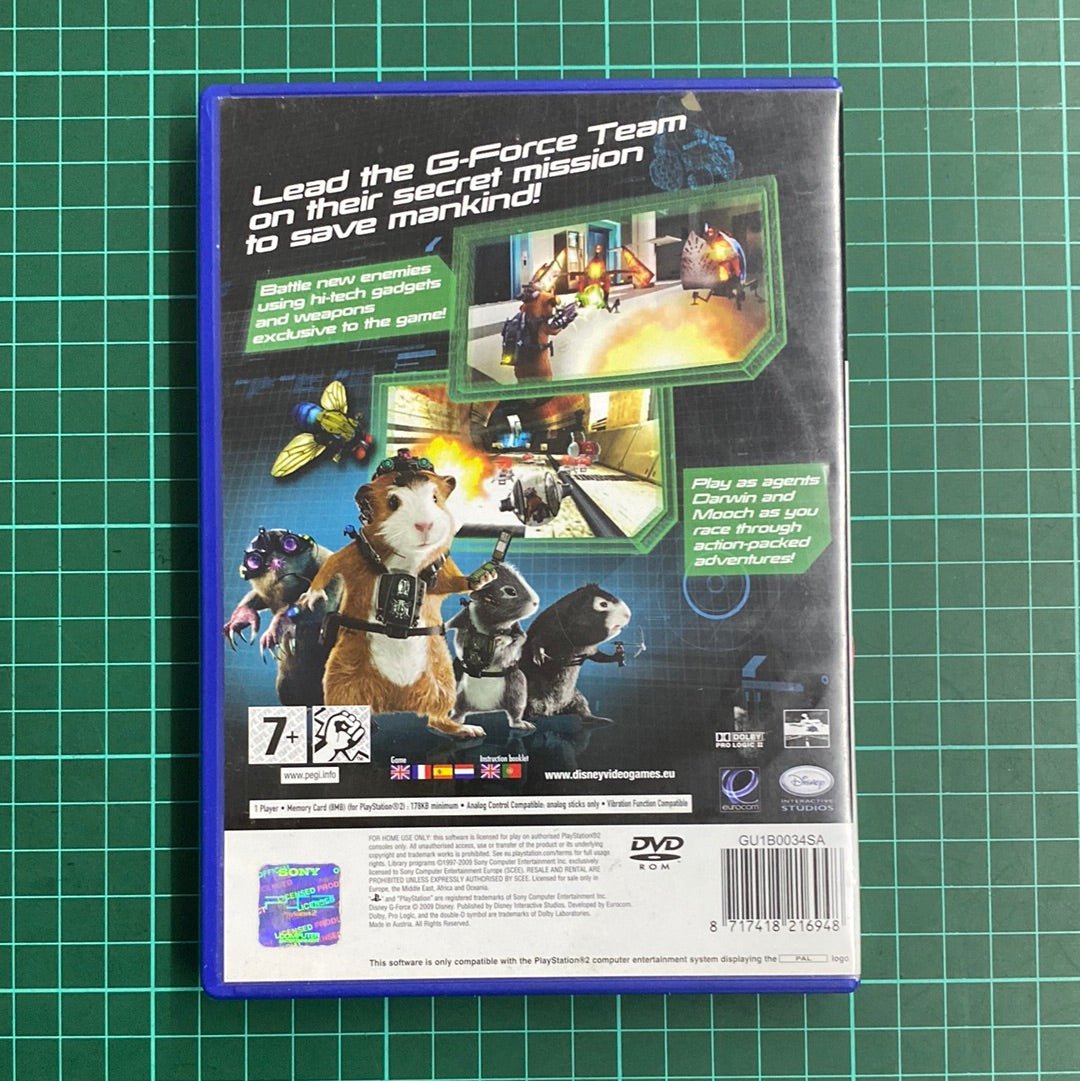 Lead the G-Force Team
on their secret mission
to save mankind!
Battle new enemies
using hi-tech gadgets
and weapons
exclusive to the game!
Play as agents
Darwin and
Mooch as you
race through
action-packed
adventures!
7+
www.pegi.info
Game
Instruction booklet
www.disneyvideogames.eu
DOLBY
PRO LOGIC II
eurocom
Disney
INTERACTIVE
STUDIOS
1 Player • Memory Card (8MB) (for PlayStation®2) : 178KB minimum • Analog Control Compatible: analog sticks only • Vibration Function Compatible
FOR HOME USE ONLY: this software is licensed for play on authorised PlayStation®2
consoles only. All unauthorised access, use or transfer of the product or its underlying
copyright and trademark works is prohibited. See eu.playstation.com/terms for full usage
rights. Library programs ©1997-2009 Sony Computer Entertainment Inc. exclusively
licensed to Sony Computer Entertainment Europe (SCEE). RESALE AND RENTAL ARE
PROHIBITED UNLESS EXPRESSLY AUTHORISED BY SCEE. Licensed for sale only in
Europe, the Middle East, Africa and Oceania.
and "PlayStation" are registered trademarks of Sony Computer Entertainment Inc.
Disney G-Force © 2009 Disney. Published by Disney Interactive Studios. Developed by Eurocom.
Dolby, Pro Logic, and the double-D symbol are trademarks of Dolby Laboratories.
Made in Austria. All Rights Reserved.
DVD
ROM
GU1B0034SA
8 717418 216948
SONY
This software is only compatible with the PlayStation®2 computer entertainment system displaying the PAL logo.